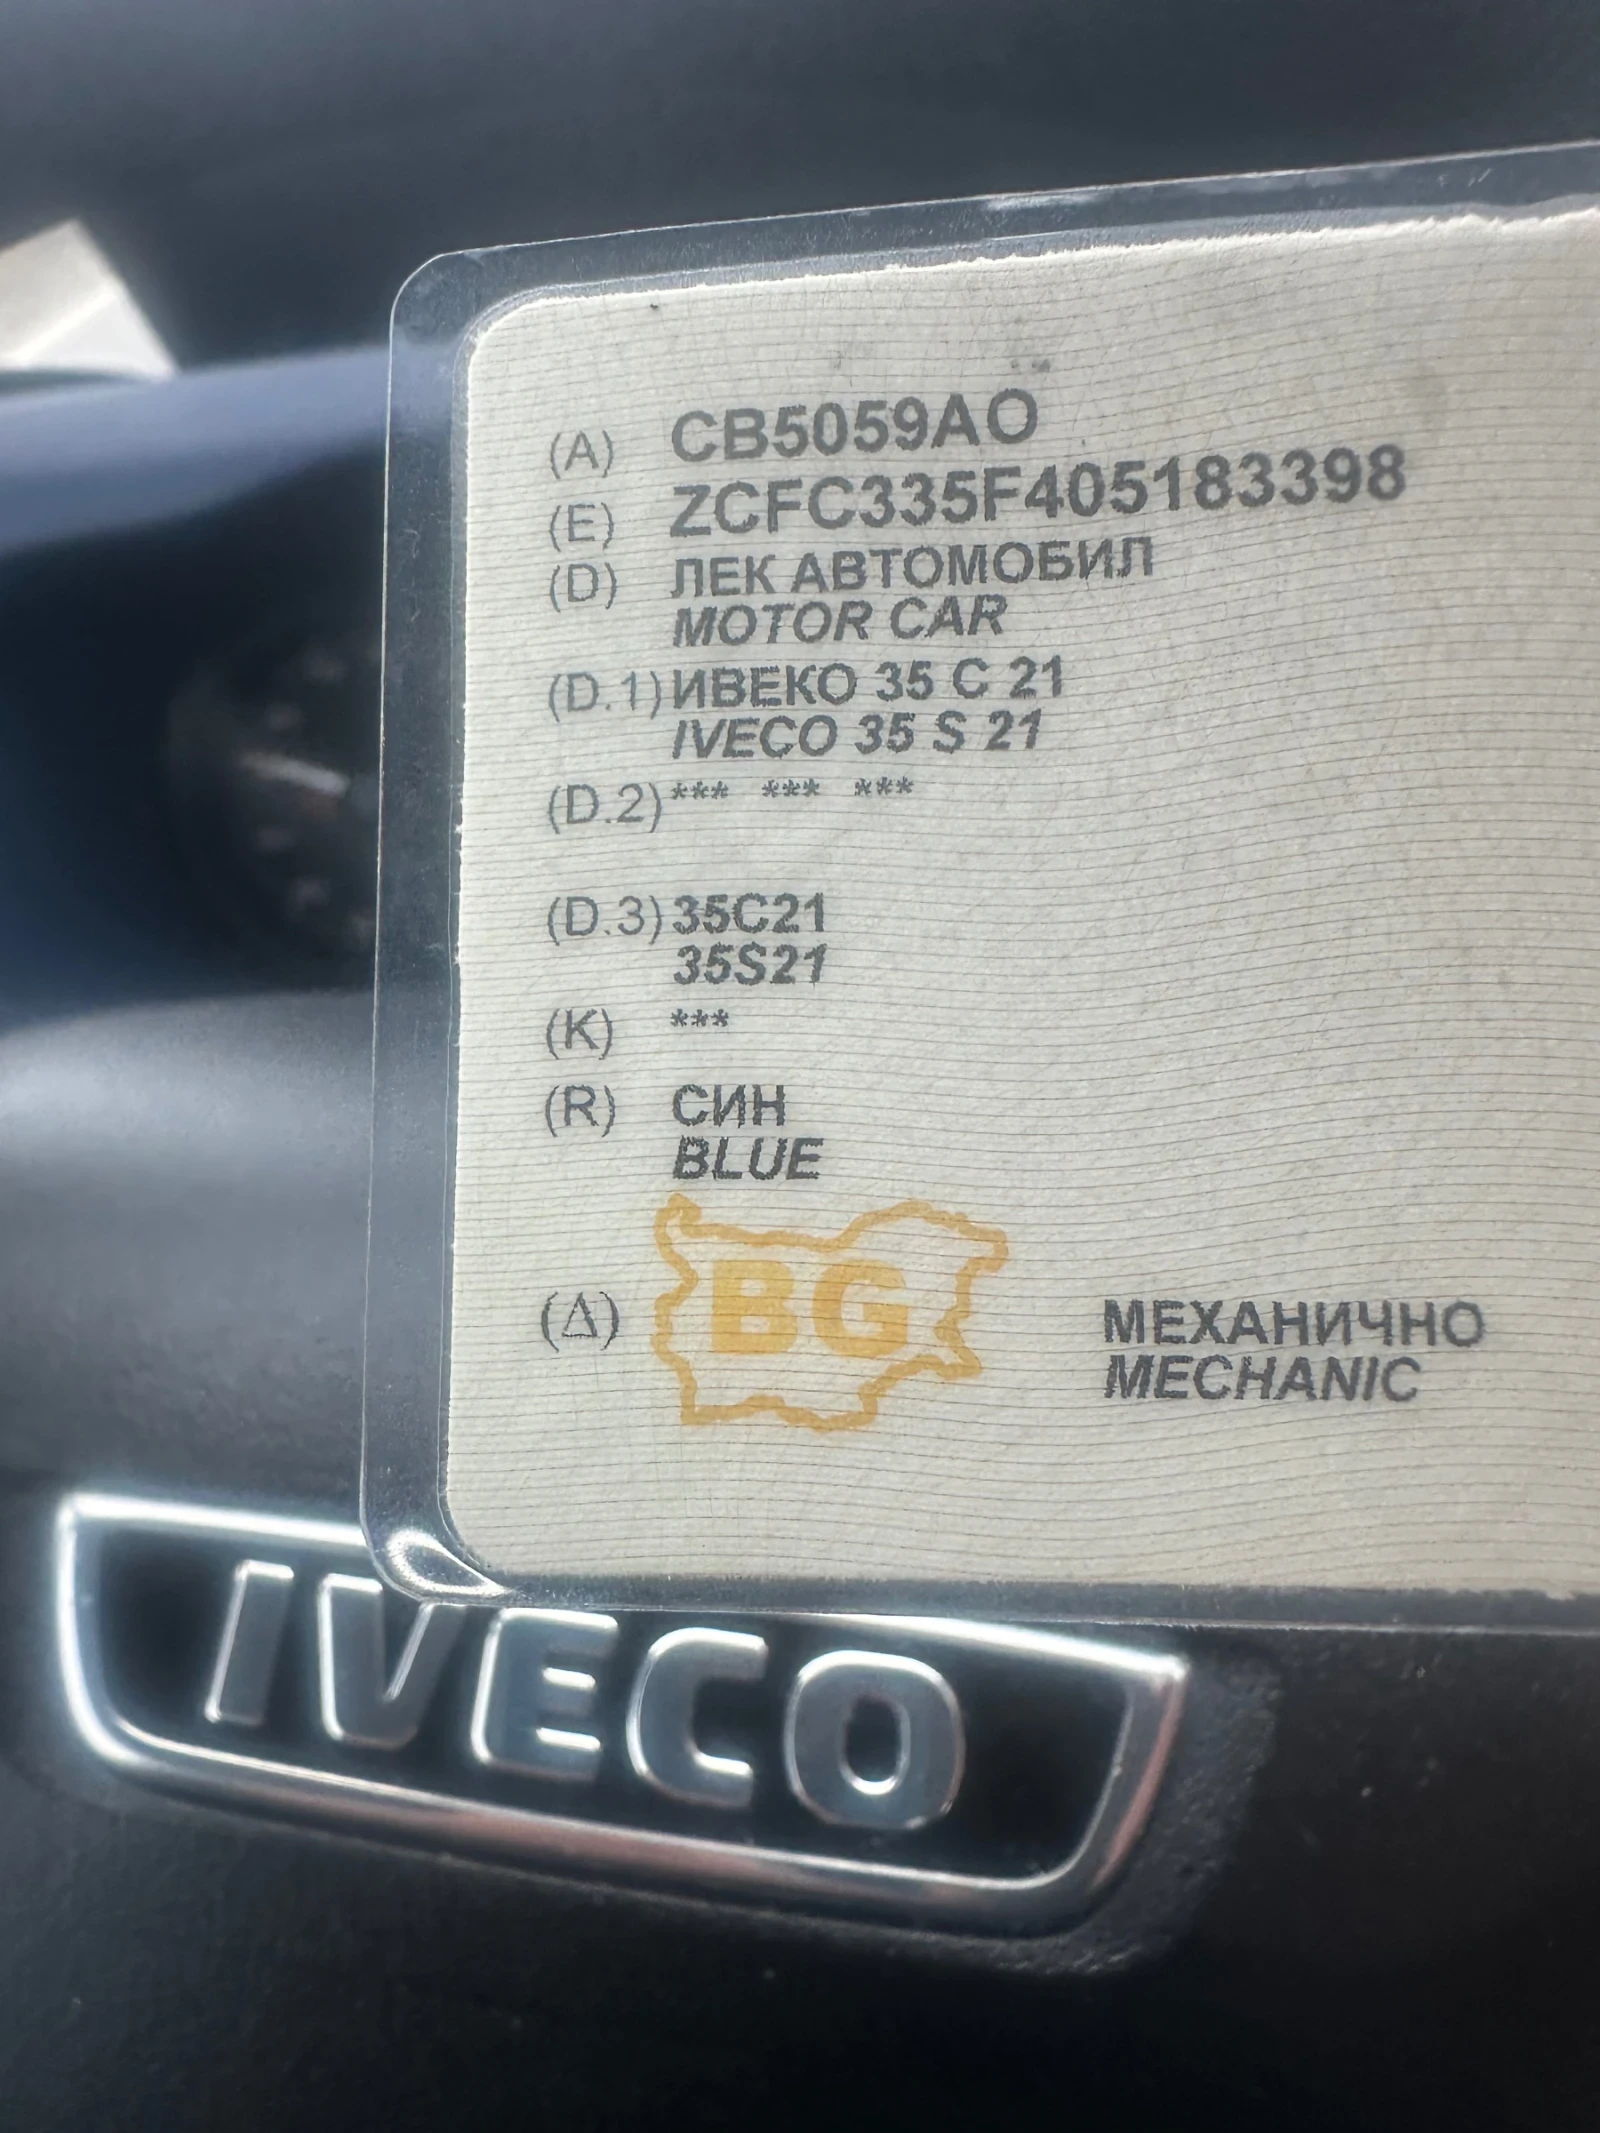 (A) СВ5059АО
(E) ZCFC335F405183398
(D) ЛЕК АВТОМОБИЛ
MOTOR CAR
(D.1) ИВЕКО 35 С 21
IVECO 35 S 21
(D.2) *** *** ***
(D.3) 35C21
35S21
(K) ***
(R) СИН
BLUE
BG
(Δ) МЕХАНИЧНО
MECHANIC
IVECO